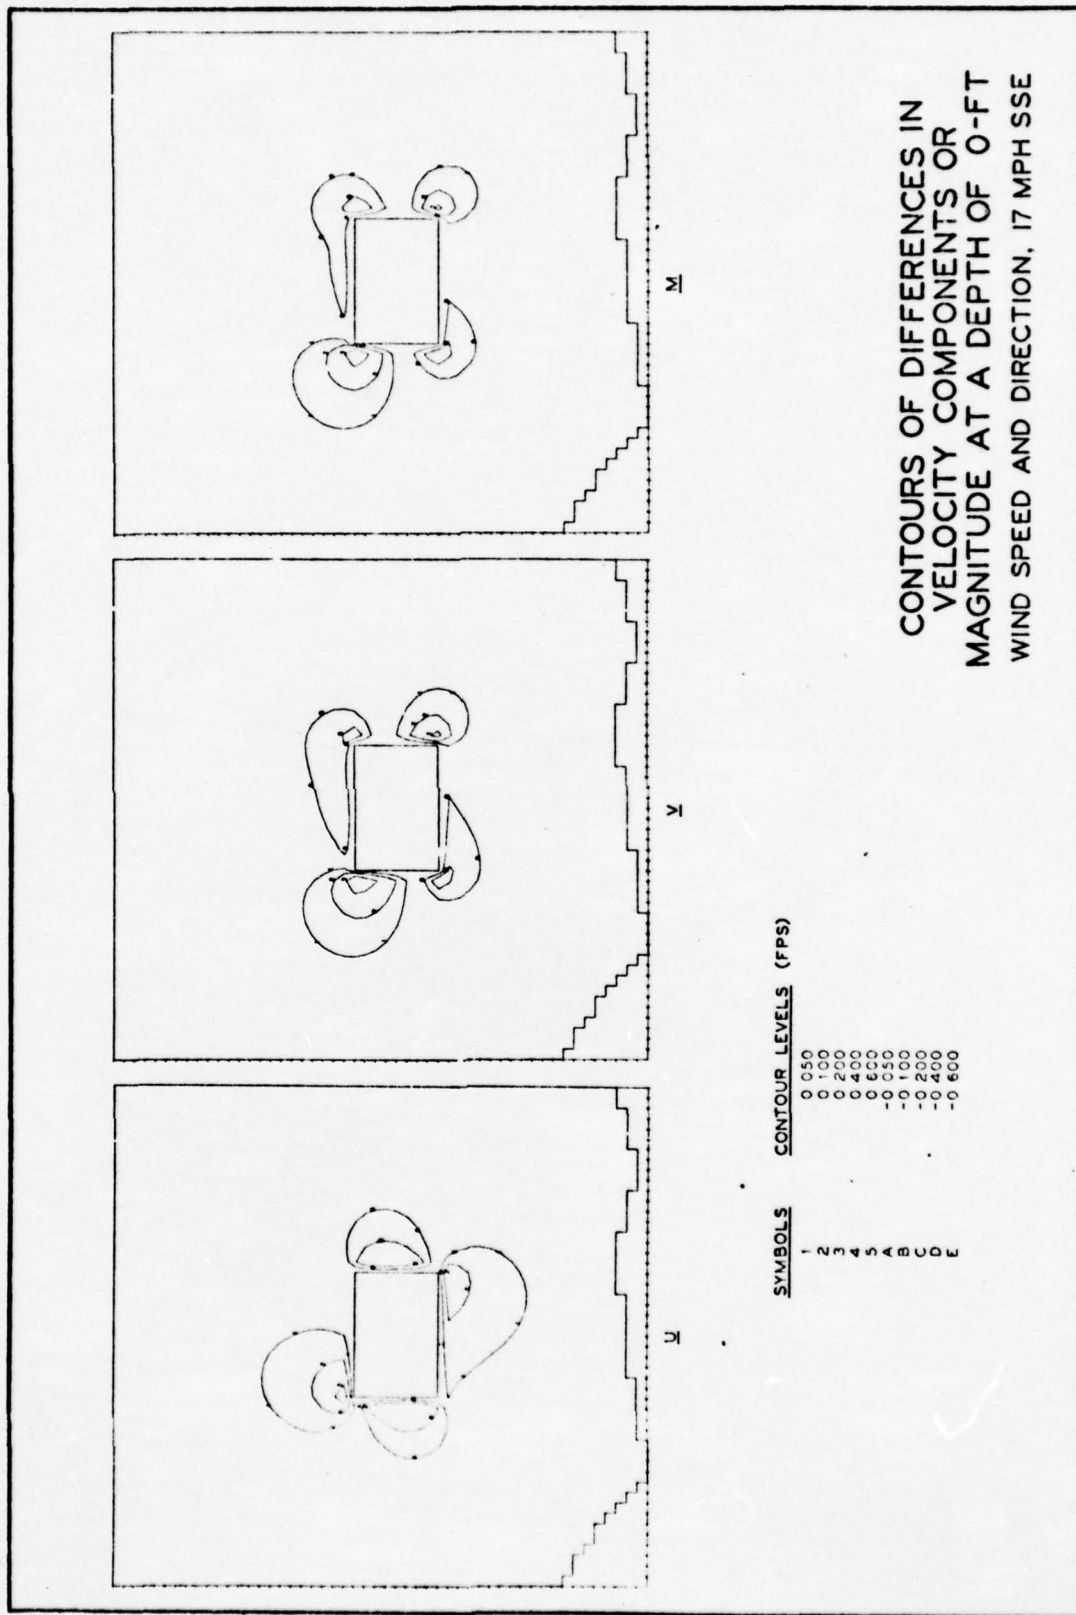 U
V
M
SYMBOLS CONTOUR LEVELS (FPS)
1 0.050
2 0.100
3 0.200
4 0.400
5 0.600
A -0.050
B -0.100
C -0.200
D -0.400
E -0.600
CONTOURS OF DIFFERENCES IN
VELOCITY COMPONENTS OR
MAGNITUDE AT A DEPTH OF 0-FT
WIND SPEED AND DIRECTION, 17 MPH SSE